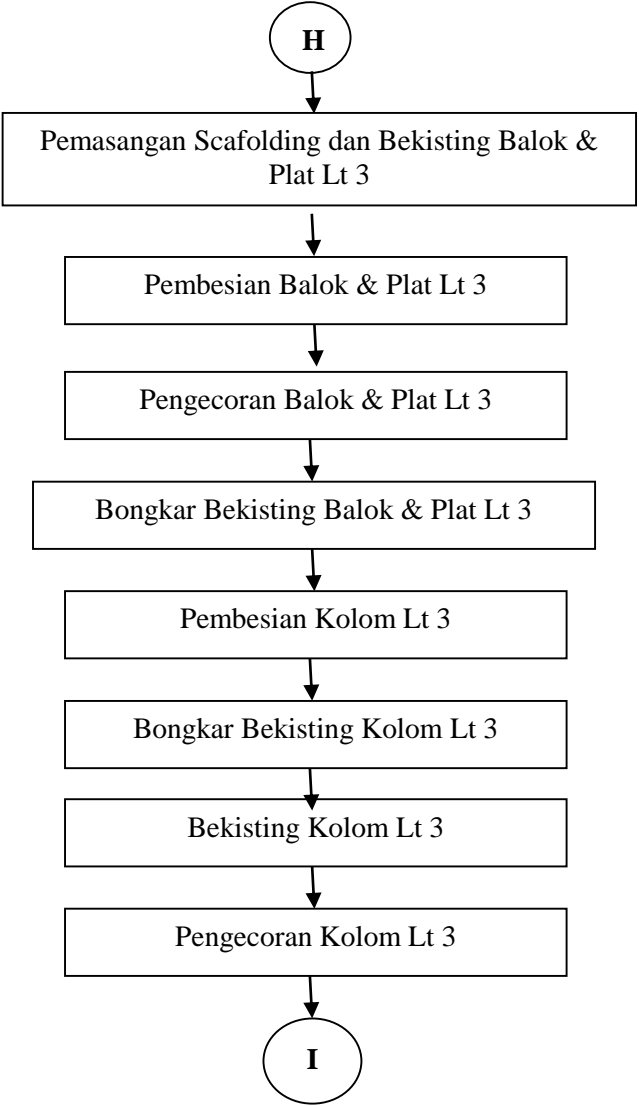 H
Pemasangan Scafolding dan Bekisting Balok &
Plat Lt 3
Pembesian Balok & Plat Lt 3
Pengecoran Balok & Plat Lt 3
Bongkar Bekisting Balok & Plat Lt 3
Pembesian Kolom Lt 3
Bongkar Bekisting Kolom Lt 3
Bekisting Kolom Lt 3
Pengecoran Kolom Lt 3
I